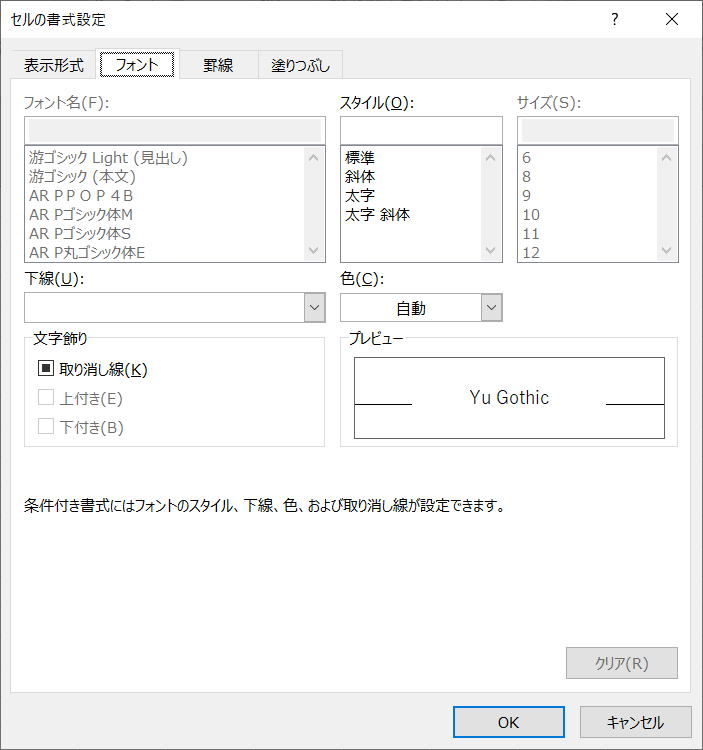 セルの書式設定
?
表示形式 フォント 罫線 塗りつぶし
フォント名(F): スタイル(O): サイズ(S):
游ゴシック Light (見出し) 標準 6
游ゴシック (本文) 斜体 8
AR P P O P 4 B 太字 9
AR Pゴシック体M 太字 斜体 10
AR Pゴシック体S 11
AR P丸ゴシック体E 12
下線(U): 色(C):
自動
文字飾り プレビュー
取り消し線(K)
上付き(E)
下付き(B)
Yu Gothic
条件付き書式にはフォントのスタイル、下線、色、および取り消し線が設定できます。
クリア(R)
OK キャンセル